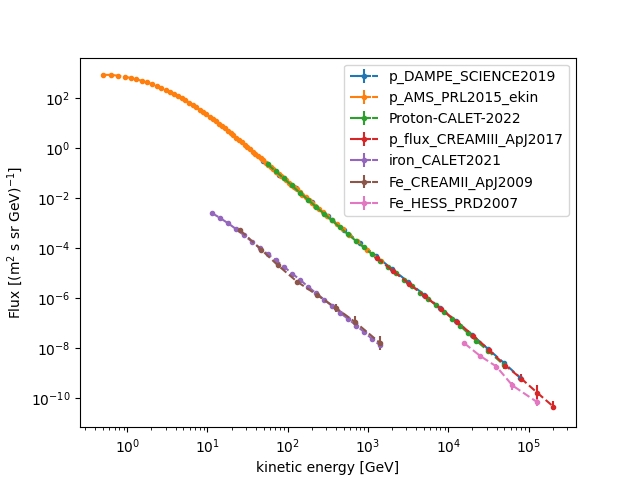 p_DAMPE_SCIENCE2019
p_AMS_PRL2015_ekin
Proton-CALET-2022
p_flux_CREAMIII_ApJ2017
iron_CALET2021
Fe_CREAMII_ApJ2009
Fe_HESS_PRD2007
Flux [(m² s sr GeV)⁻¹]
10²
10⁰
10⁻²
10⁻⁴
10⁻⁶
10⁻⁸
10⁻¹⁰
10⁰ 10¹ 10² 10³ 10⁴ 10⁵
kinetic energy [GeV]